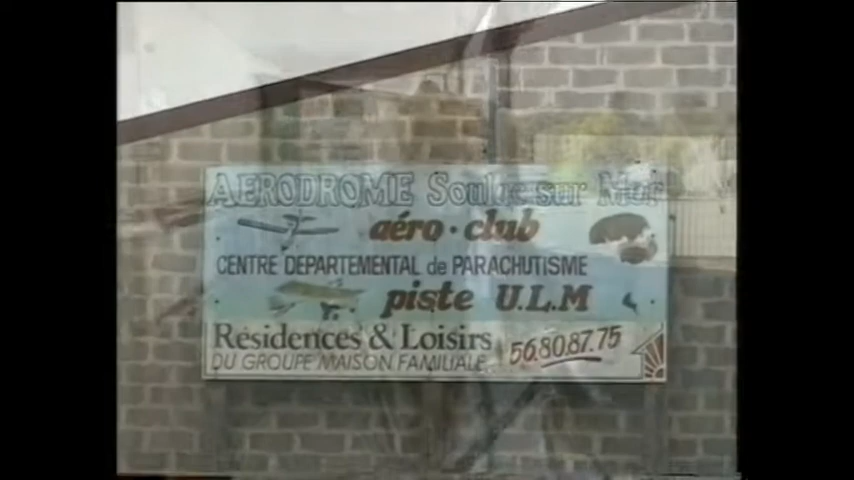 AERODROME Soulac sur Mer
aéro·club
CENTRE DEPARTEMENTAL de PARACHUTISME
piste U.L.M
Résidences & Loisirs
DU GROUPE MAISON FAMILIALE
56.80.87.75